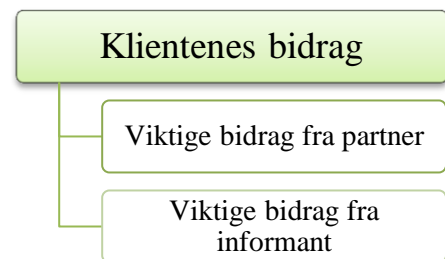 Klientenes bidrag
Viktige bidrag fra partner
Viktige bidrag fra
informant